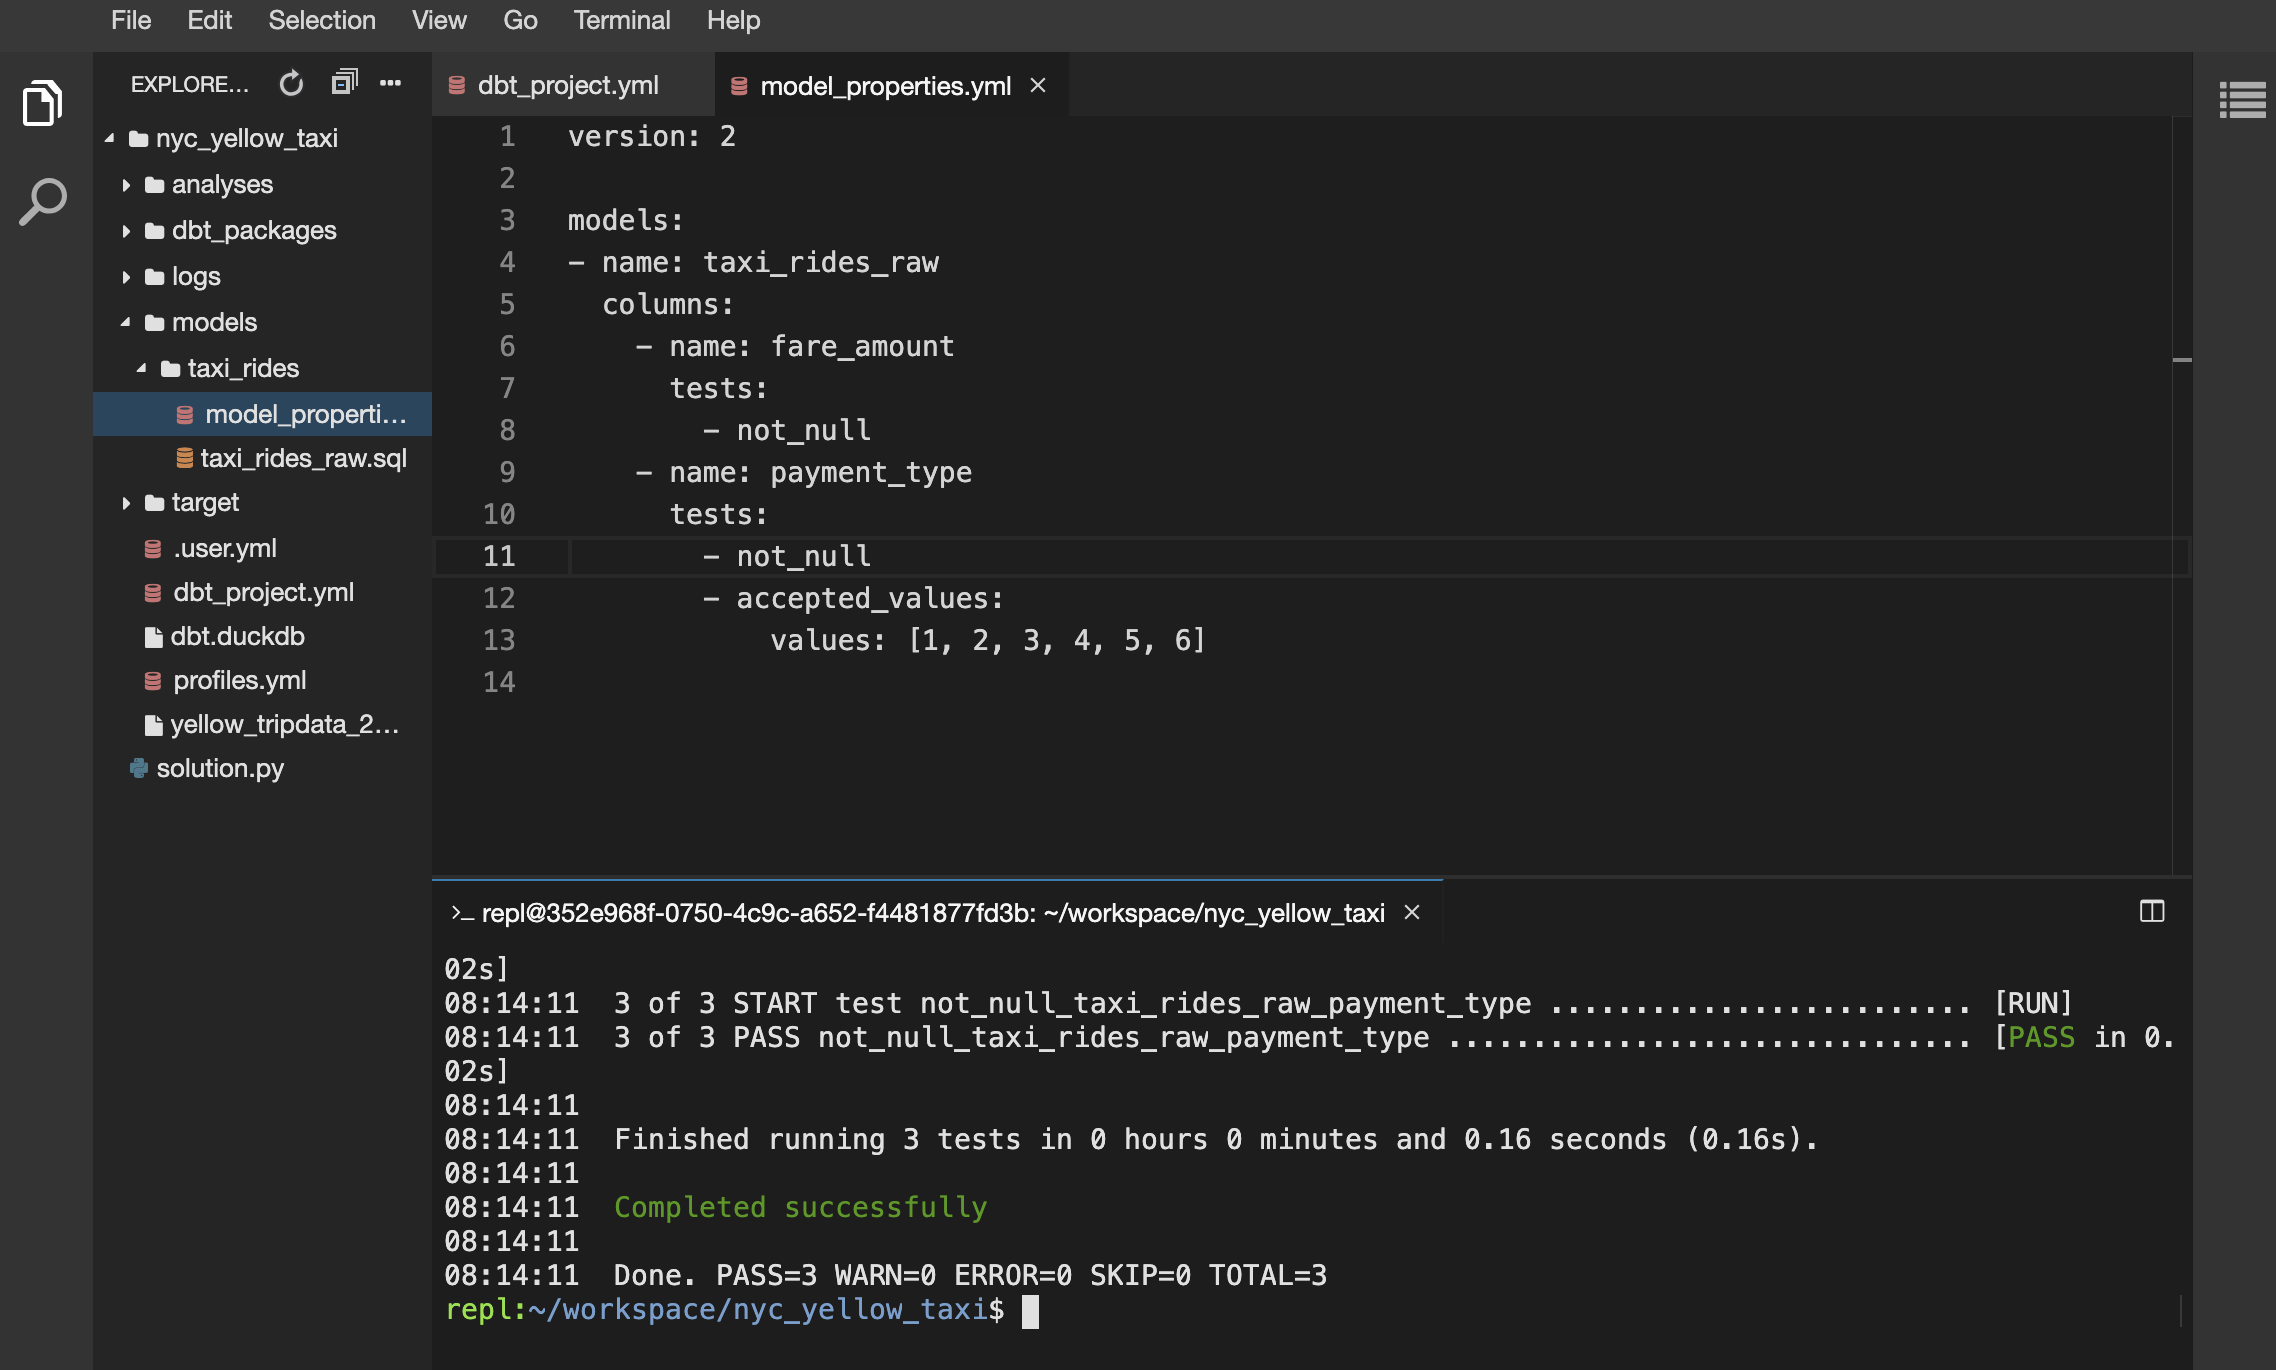 File Edit Selection View Go Terminal Help
EXPLORE...
nyc_yellow_taxi
analyses
dbt_packages
logs
models
taxi_rides
model_properti...
taxi_rides_raw.sql
target
.user.yml
dbt_project.yml
dbt.duckdb
profiles.yml
yellow_tripdata_2...
solution.py
dbt_project.yml model_properties.yml ×
1 version: 2
2
3 models:
4 - name: taxi_rides_raw
5   columns:
6     - name: fare_amount
7       tests:
8         - not_null
9     - name: payment_type
10       tests:
11         - not_null
12         - accepted_values:
13             values: [1, 2, 3, 4, 5, 6]
14
>_ repl@352e968f-0750-4c9c-a652-f4481877fd3b: ~/workspace/nyc_yellow_taxi ×
02s]
08:14:11  3 of 3 START test not_null_taxi_rides_raw_payment_type ......................... [RUN]
08:14:11  3 of 3 PASS not_null_taxi_rides_raw_payment_type ............................... [PASS in 0.
02s]
08:14:11
08:14:11  Finished running 3 tests in 0 hours 0 minutes and 0.16 seconds (0.16s).
08:14:11
08:14:11  Completed successfully
08:14:11
08:14:11  Done. PASS=3 WARN=0 ERROR=0 SKIP=0 TOTAL=3
repl:~/workspace/nyc_yellow_taxi$